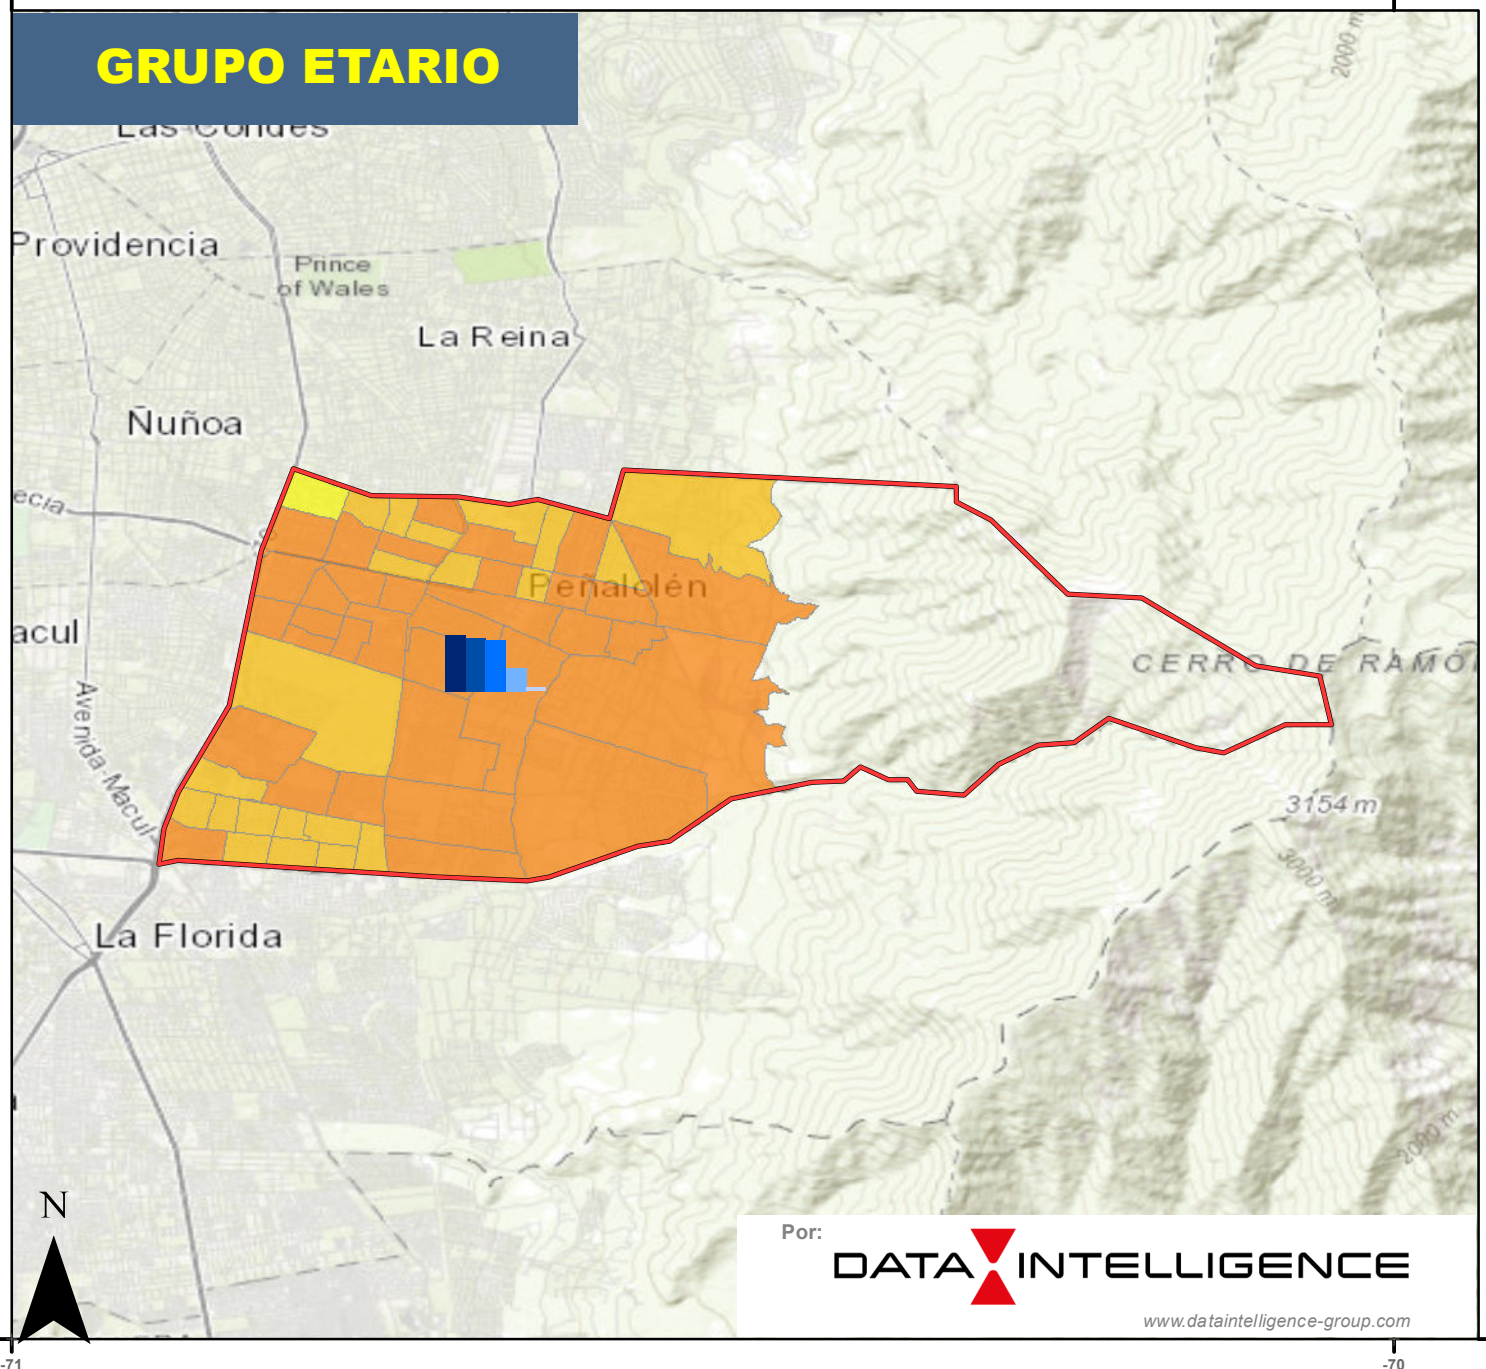 GRUPO ETARIO
Las Condes
Providencia
Prince
of Wales
La Reina
Ñuñoa
ecia
Peñalolén
acul
CERRO DE RAMO
Avenida Macul
3154 m
3000 m
2000 m
2000 m
La Florida
N
Por:
DATA INTELLIGENCE
www.dataintelligence-group.com
-71
-70